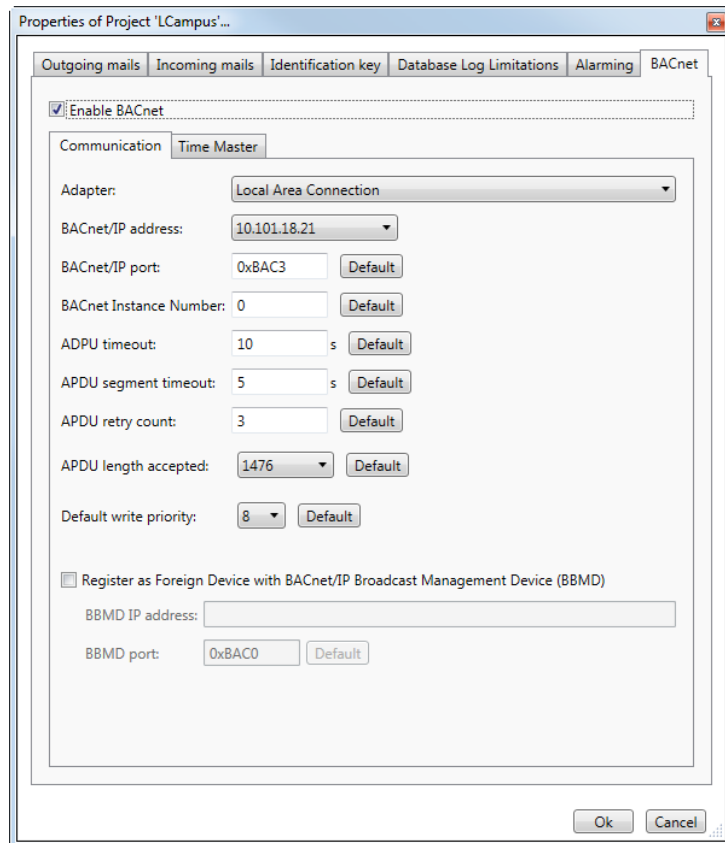 Properties of Project 'LCampus'...
Outgoing mails Incoming mails Identification key Database Log Limitations Alarming BACnet
Enable BACnet
Communication Time Master
Adapter: Local Area Connection
BACnet/IP address: 10.101.18.21
BACnet/IP port: 0xBAC3 Default
BACnet Instance Number: 0 Default
ADPU timeout: 10 s Default
APDU segment timeout: 5 s Default
APDU retry count: 3 Default
APDU length accepted: 1476 Default
Default write priority: 8 Default
Register as Foreign Device with BACnet/IP Broadcast Management Device (BBMD)
BBMD IP address:
BBMD port: 0xBAC0 Default
Ok Cancel